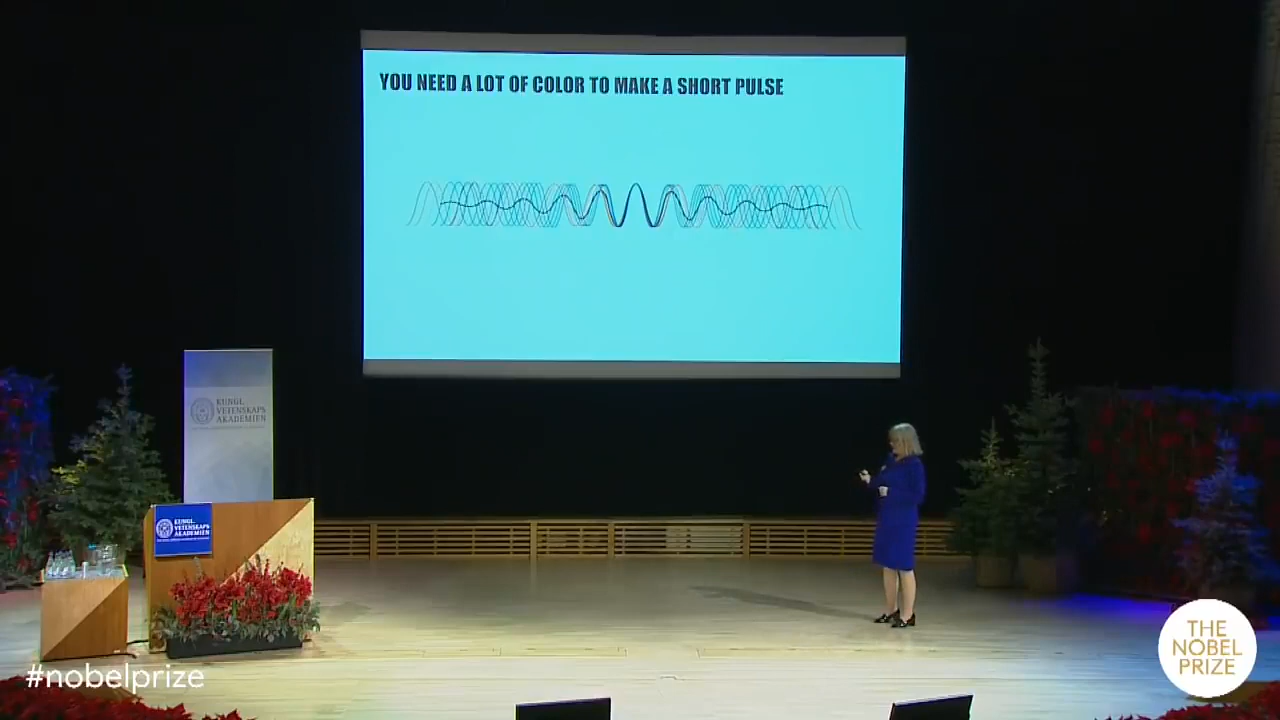 YOU NEED A LOT OF COLOR TO MAKE A SHORT PULSE
KUNGL.
VETENSKAPS
AKADEMIEN
KUNGL.
VETENSKAPS
AKADEMIEN
#nobelprize
THE
NOBEL
PRIZE